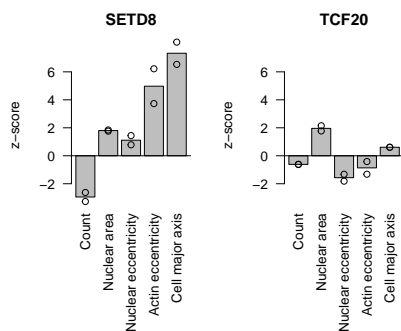 SETD8
z-score
6
4
2
0
−2
Count
Nuclear area
Nuclear eccentricity
Actin eccentricity
Cell major axis
TCF20
z-score
6
4
2
0
−2
Count
Nuclear area
Nuclear eccentricity
Actin eccentricity
Cell major axis